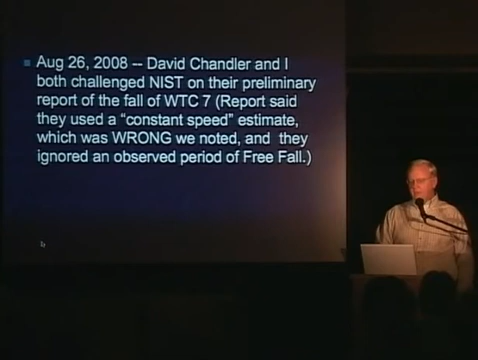 Aug 26, 2008 -- David Chandler and I
both challenged NIST on their preliminary
report of the fall of WTC 7 (Report said
they used a “constant speed” estimate,
which was WRONG we noted, and they
ignored an observed period of Free Fall.)